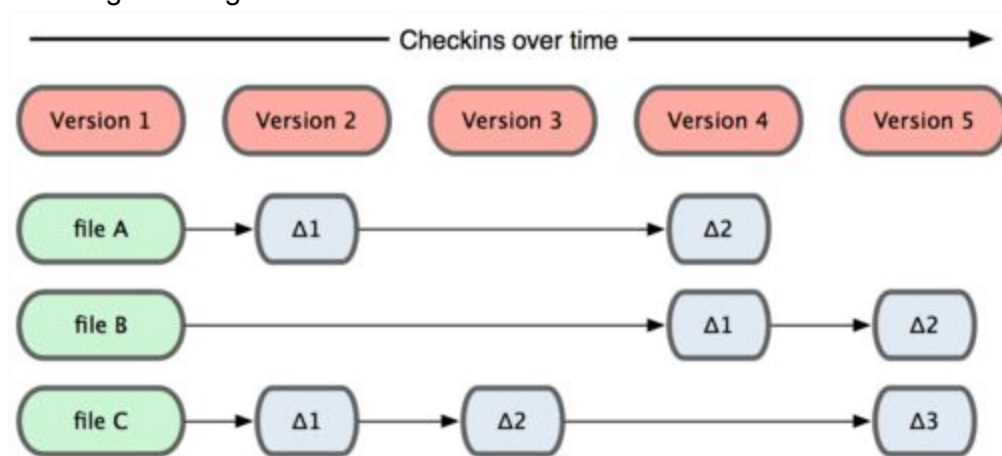 Checkins over time
Version 1 Version 2 Version 3 Version 4 Version 5
file A Δ1 Δ2
file B Δ1 Δ2
file C Δ1 Δ2 Δ3